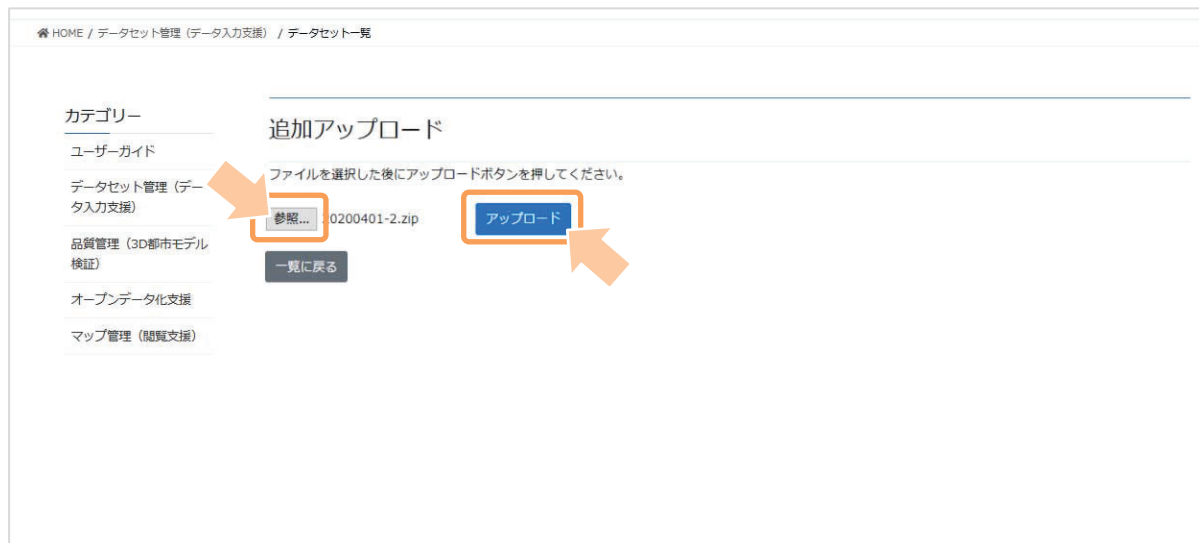 HOME / データセット管理（データ入力支援） / データセット一覧
カテゴリー
ユーザーガイド
データセット管理（デー
タ入力支援）
品質管理（3D都市モデル
検証）
オープンデータ化支援
マップ管理（閲覧支援）
追加アップロード
ファイルを選択した後にアップロードボタンを押してください。
参照... 20200401-2.zip アップロード
一覧に戻る